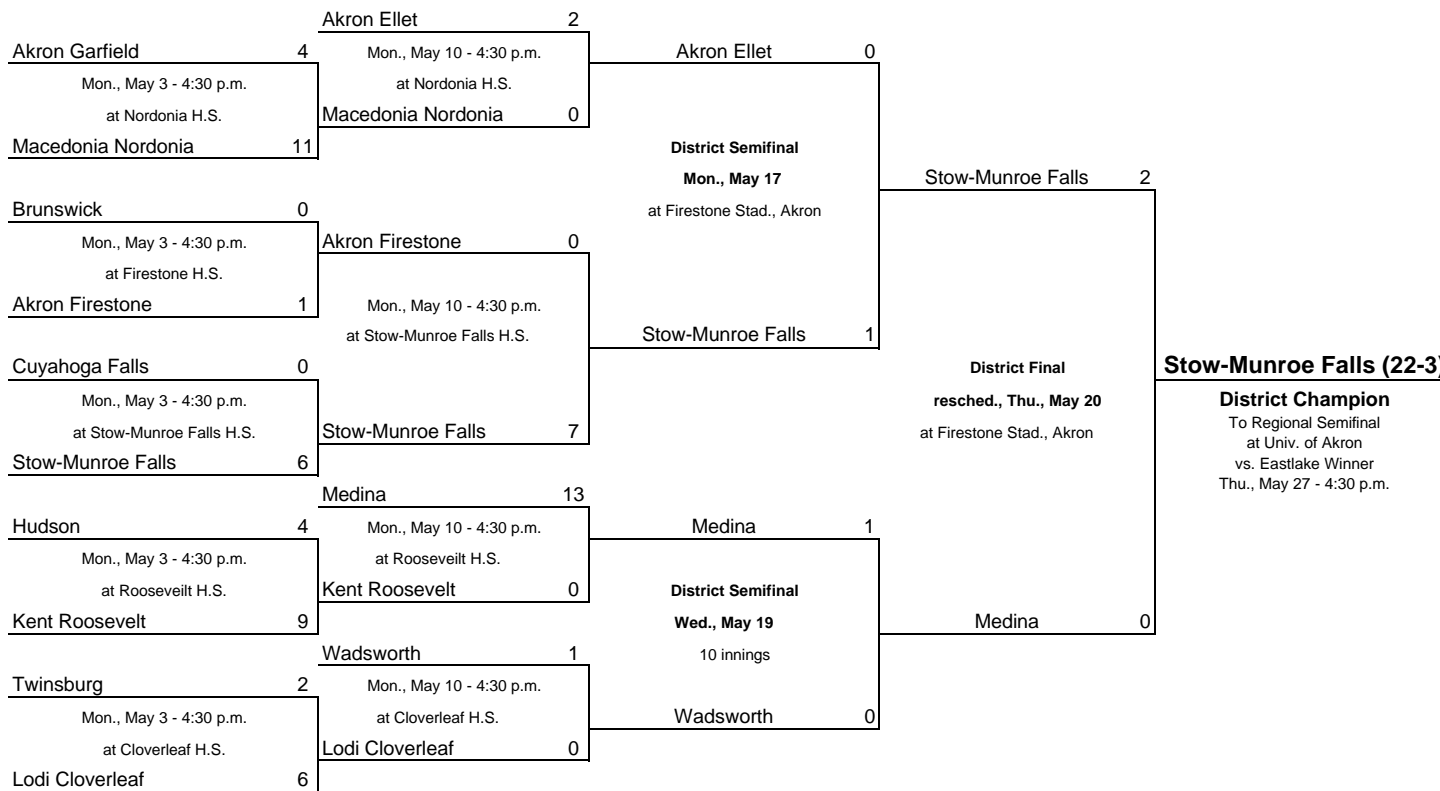 Akron Ellet 2
Akron Garfield 4
Mon., May 10 - 4:30 p.m.
Akron Ellet 0
Mon., May 3 - 4:30 p.m.
at Nordonia H.S.
at Nordonia H.S.
Macedonia Nordonia 0
Macedonia Nordonia 11
District Semifinal
Mon., May 17
Stow-Munroe Falls 2
Brunswick 0
at Firestone Stad., Akron
Mon., May 3 - 4:30 p.m.
Akron Firestone 0
at Firestone H.S.
Akron Firestone 1
Mon., May 10 - 4:30 p.m.
at Stow-Munroe Falls H.S.
Stow-Munroe Falls 1
Cuyahoga Falls 0
District Final
Stow-Munroe Falls (22-3)
Mon., May 3 - 4:30 p.m.
resched., Thu., May 20
District Champion
at Stow-Munroe Falls H.S.
Stow-Munroe Falls 7
at Firestone Stad., Akron
To Regional Semifinal
at Univ. of Akron
Stow-Munroe Falls 6
vs. Eastlake Winner
Thu., May 27 - 4:30 p.m.
Medina 13
Hudson 4
Mon., May 10 - 4:30 p.m.
Medina 1
Mon., May 3 - 4:30 p.m.
at Rooseveilt H.S.
at Rooseveilt H.S.
Kent Roosevelt 0
District Semifinal
Kent Roosevelt 9
Wed., May 19
Medina 0
Wadsworth 1
10 innings
Twinsburg 2
Mon., May 10 - 4:30 p.m.
Mon., May 3 - 4:30 p.m.
at Cloverleaf H.S.
Wadsworth 0
at Cloverleaf H.S.
Lodi Cloverleaf 0
Lodi Cloverleaf 6